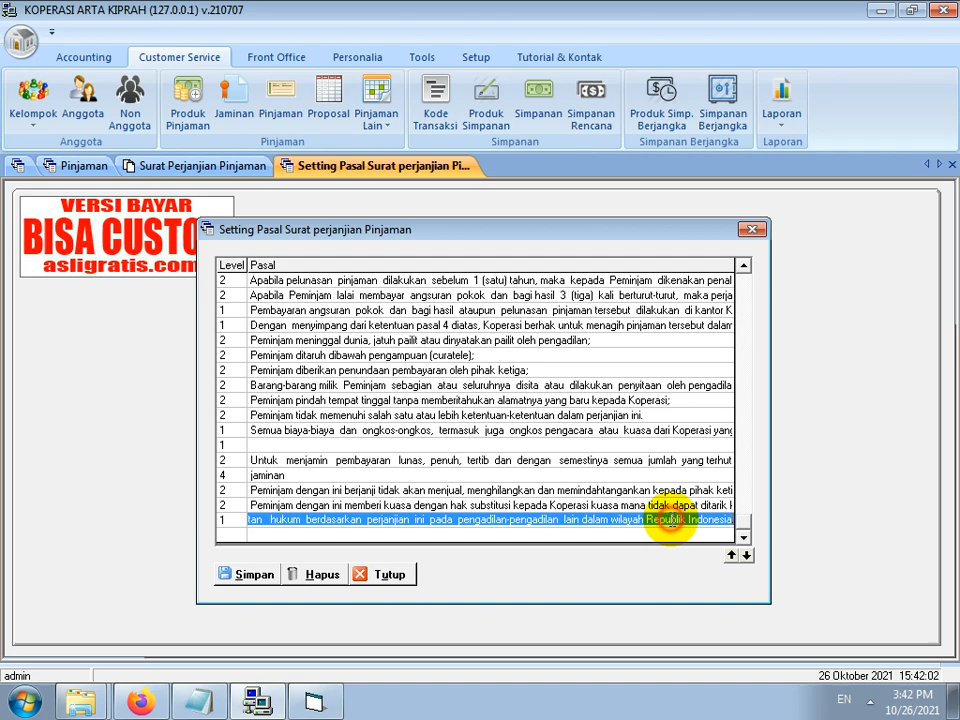 KOPERASI ARTA KIPRAH (127.0.0.1) v.210707
Accounting
Customer Service
Front Office
Personalia
Tools
Setup
Tutorial & Kontak
Kelompok
Anggota
Non Anggota
Produk Pinjaman
Jaminan
Pinjaman
Proposal
Pinjaman Lain
Kode Transaksi
Produk Simpanan
Simpanan
Simpanan Rencana
Produk Simp. Berjangka
Simpanan Berjangka
Laporan
Anggota
Pinjaman
Simpanan
Simpanan Berjangka
Laporan
Pinjaman
Surat Perjanjian Pinjaman
Setting Pasal Surat perjanjian Pi...
VERSI BAYAR
BISA CUSTO
asligratis.com
Setting Pasal Surat perjanjian Pinjaman
Level Pasal
2 Apabila pelunasan pinjaman dilakukan sebelum 1 (satu) tahun, maka kepada Peminjam dikenakan penal
2 Apabila Peminjam lalai membayar angsuran pokok dan bagi hasil 3 (tiga) kali berturut-turut, maka perja
1 Pembayaran angsuran pokok dan bagi hasil ataupun pelunasan pinjaman tersebut dilakukan di kantor K
1 Dengan menyimpang dari ketentuan pasal 4 diatas, Koperasi berhak untuk menagih pinjaman tersebut dalam
2 Peminjam meninggal dunia, jatuh pailit atau dinyatakan pailit oleh pengadilan;
2 Peminjam ditaruh dibawah pengampuan (curatele);
2 Peminjam diberikan penundaan pembayaran oleh pihak ketiga;
2 Barang-barang milik Peminjam sebagian atau seluruhnya disita atau dilakukan penyitaan oleh pengadila
2 Peminjam pindah tempat tinggal tanpa memberitahukan alamatnya yang baru kepada Koperasi;
2 Peminjam tidak memenuhi salah satu atau lebih ketentuan-ketentuan dalam perjanjian ini.
1 Semua biaya-biaya dan ongkos-ongkos, termasuk juga ongkos pengacara atau kuasa dari Koperasi yang
1
2 Untuk menjamin pembayaran lunas, penuh, tertib dan dengan semestinya semua jumlah yang terhut
4 jaminan
2 Peminjam dengan ini berjanji tidak akan menjual, menghilangkan dan memindahtangankan kepada pihak keti
2 Peminjam dengan ini memberi kuasa dengan hak substitusi kepada Koperasi kuasa mana tidak dapat ditarik k
1 tan hukum berdasarkan perjanjian ini pada pengadilan-pengadilan lain dalam wilayah Republik Indonesia
Simpan
Hapus
Tutup
admin
26 Oktober 2021 15:42:02
EN
3:42 PM
10/26/2021